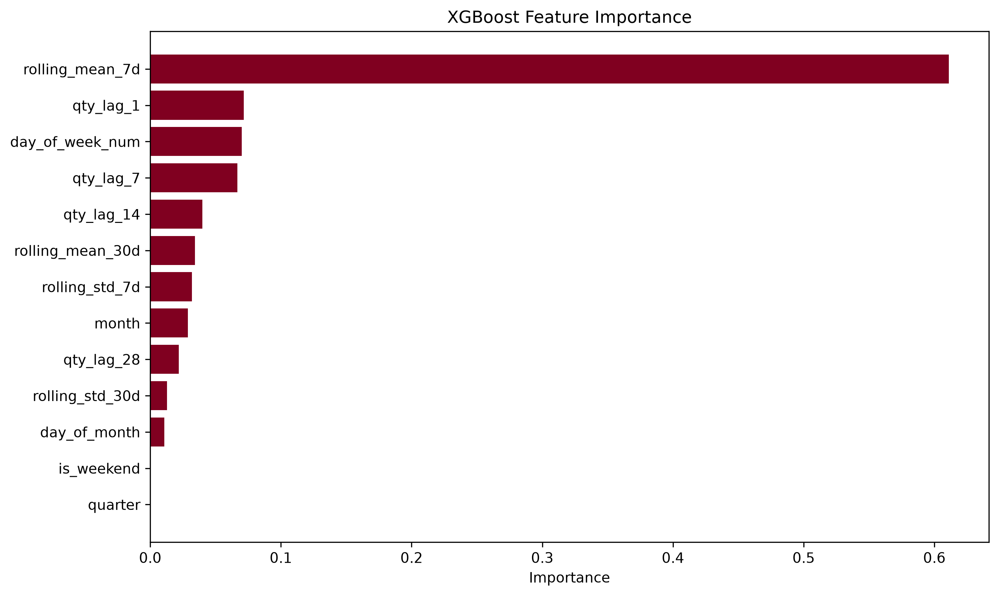 XGBoost Feature Importance
rolling_mean_7d
qty_lag_1
day_of_week_num
qty_lag_7
qty_lag_14
rolling_mean_30d
rolling_std_7d
month
qty_lag_28
rolling_std_30d
day_of_month
is_weekend
quarter
0.0 0.1 0.2 0.3 0.4 0.5 0.6
Importance